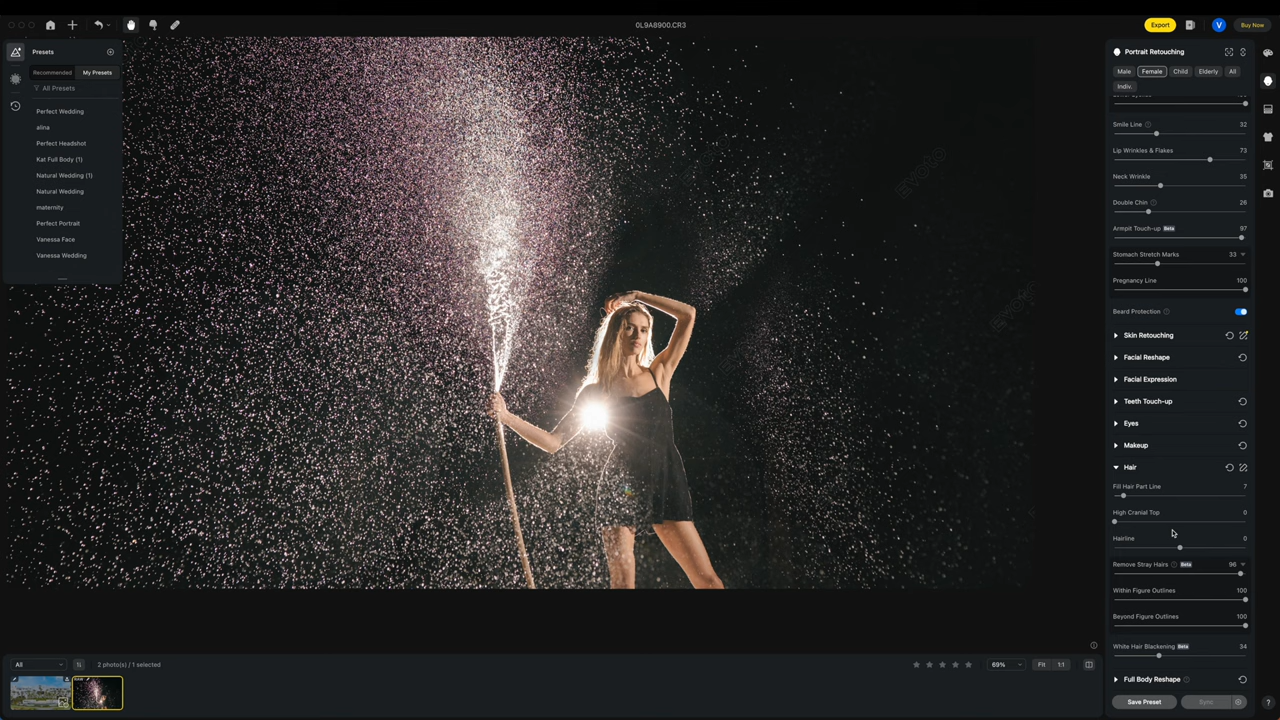 0L9A8900.CR3
Export
V
Buy Now
Presets
Recommended
My Presets
All Presets
Perfect Wedding
alina
Perfect Headshot
Kat Full Body (1)
Natural Wedding (1)
Natural Wedding
maternity
Perfect Portrait
Vanessa Face
Vanessa Wedding
EVOTO
EVOTO
Portrait Retouching
Male Female Child Elderly All
Indiv.
Smile Line 32
Lip Wrinkles & Flakes 73
Neck Wrinkle 35
Double Chin 26
Armpit Touch-up Beta 97
Stomach Stretch Marks 33
Pregnancy Line 100
Beard Protection
Skin Retouching
Facial Reshape
Facial Expression
Teeth Touch-up
Eyes
Makeup
Hair
Fill Hair Part Line 7
High Cranial Top 0
Hairline 0
Remove Stray Hairs Beta 96
Within Figure Outlines 100
Beyond Figure Outlines 100
White Hair Blackening Beta 34
Full Body Reshape
Save Preset
Sync
All
2 photo(s) / 1 selected
69%
Fit
1:1
RAW